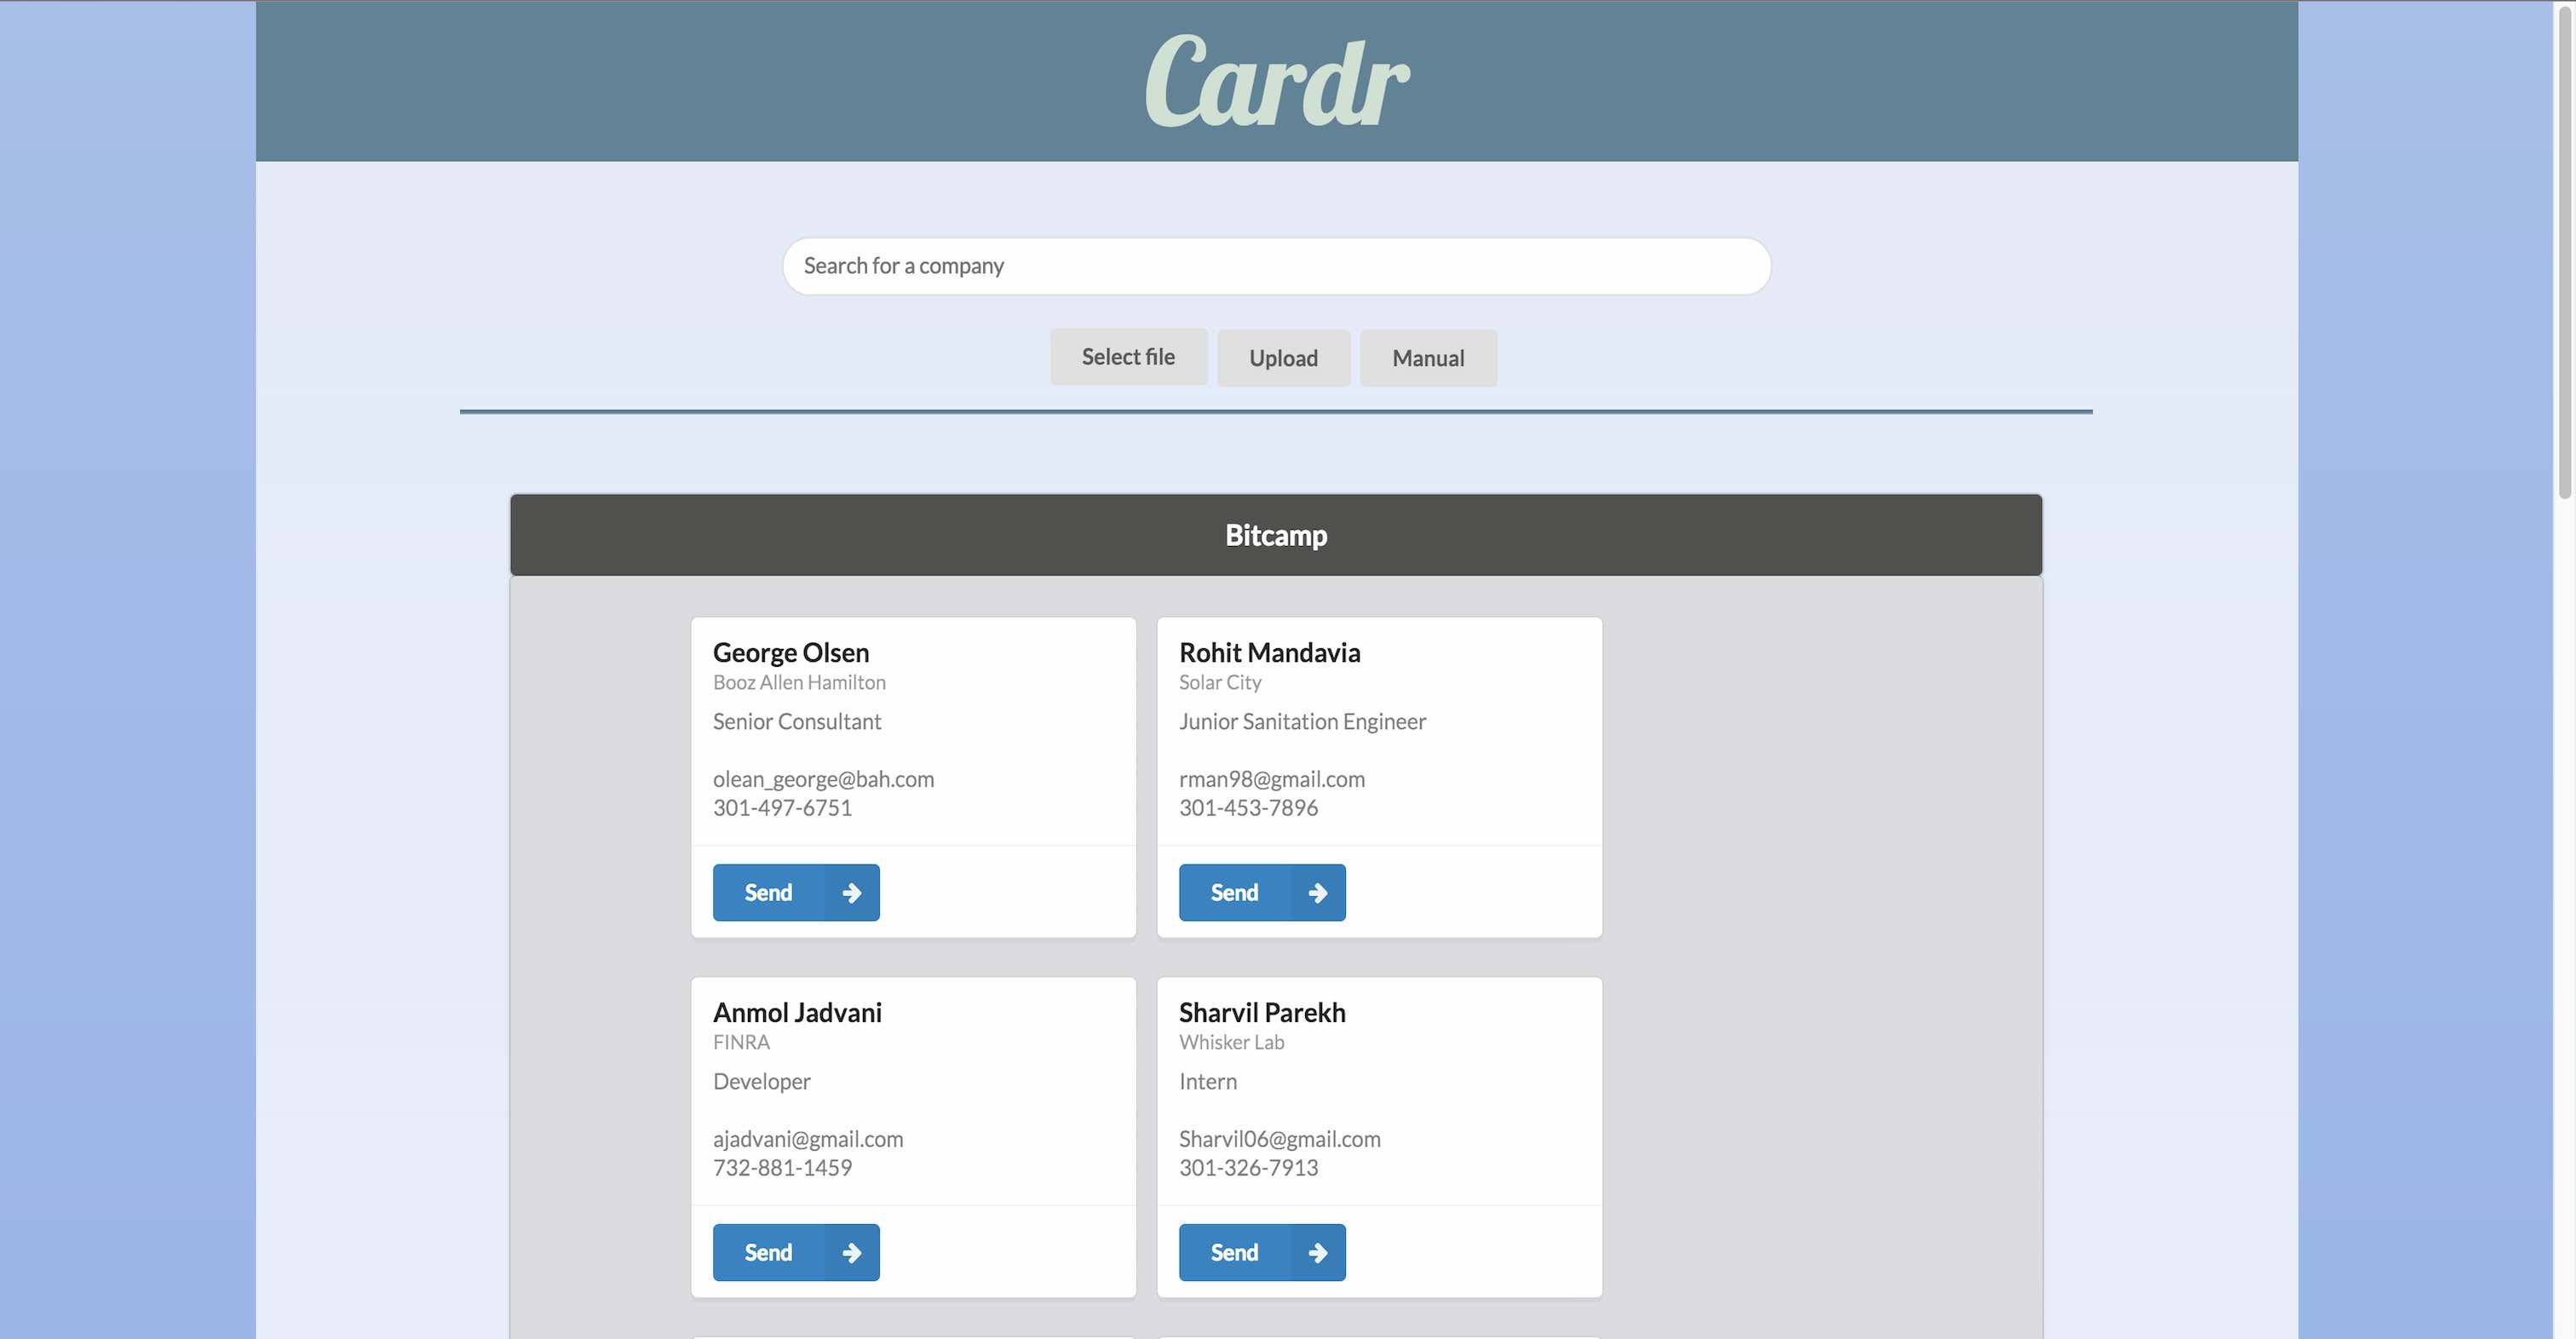 Cardr
Search for a company
Select file
Upload
Manual
Bitcamp
George Olsen
Booz Allen Hamilton
Senior Consultant
olean_george@bah.com
301-497-6751
Send
Rohit Mandavia
Solar City
Junior Sanitation Engineer
rman98@gmail.com
301-453-7896
Send
Anmol Jadvani
FINRA
Developer
ajadvani@gmail.com
732-881-1459
Send
Sharvil Parekh
Whisker Lab
Intern
Sharvil06@gmail.com
301-326-7913
Send